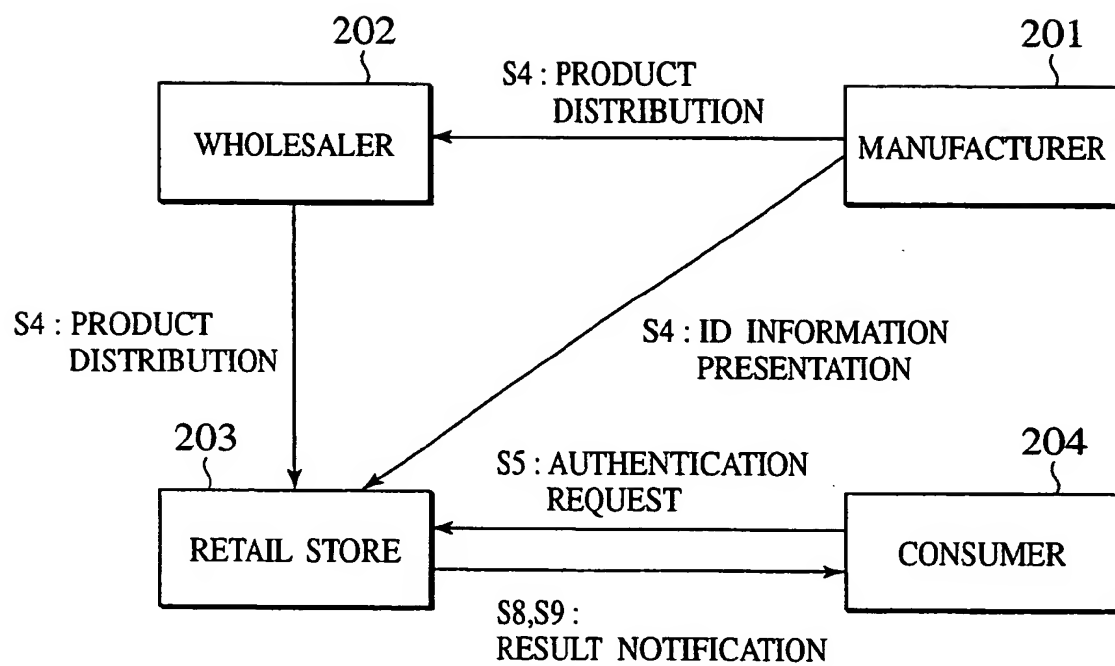 202
201
S4 : PRODUCT
DISTRIBUTION
WHOLESALER
MANUFACTURER
S4 : PRODUCT
DISTRIBUTION
S4 : ID INFORMATION
PRESENTATION
203
204
S5 : AUTHENTICATION
REQUEST
RETAIL STORE
CONSUMER
S8,S9 :
RESULT NOTIFICATION